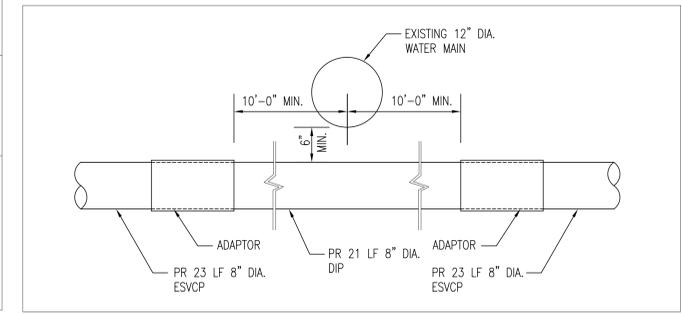 EXISTING 12" DIA.
WATER MAIN
10'-0" MIN.
10'-0" MIN.
6"
MIN.
ADAPTOR
PR 21 LF 8" DIA.
DIP
ADAPTOR
PR 23 LF 8" DIA.
ESVCP
PR 23 LF 8" DIA.
ESVCP